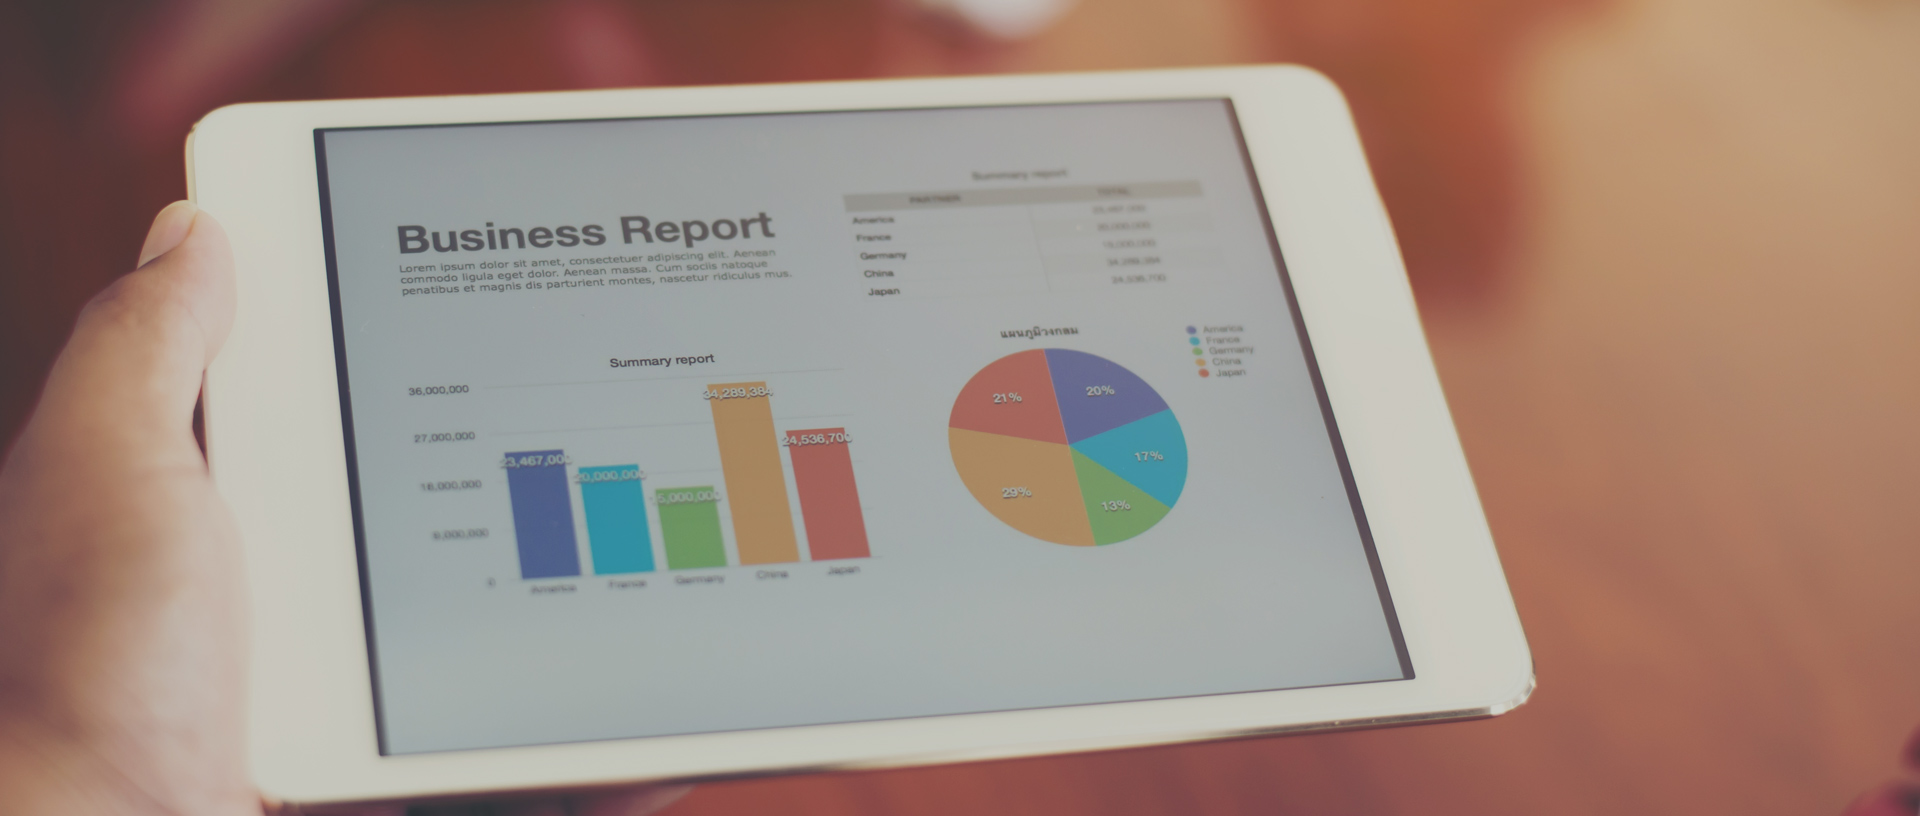 Business Report
Lorem ipsum dolor sit amet, consectetuer adipiscing elit. Aenean
commodo ligula eget dolor. Aenean massa. Cum sociis natoque
penatibus et magnis dis parturient montes, nascetur ridiculus mus.
Summary report
PARTNER TOTAL
America 23,467,000
France 20,000,000
Germany 15,000,000
China 34,289,384
Japan 24,536,700
Summary report
36,000,000
27,000,000
18,000,000
9,000,000
0
23,467,000
20,000,000
15,000,000
34,289,384
24,536,700
America France Germany China Japan
แผนภูมิวงกลม
America
France
Germany
China
Japan
20%
17%
13%
29%
21%